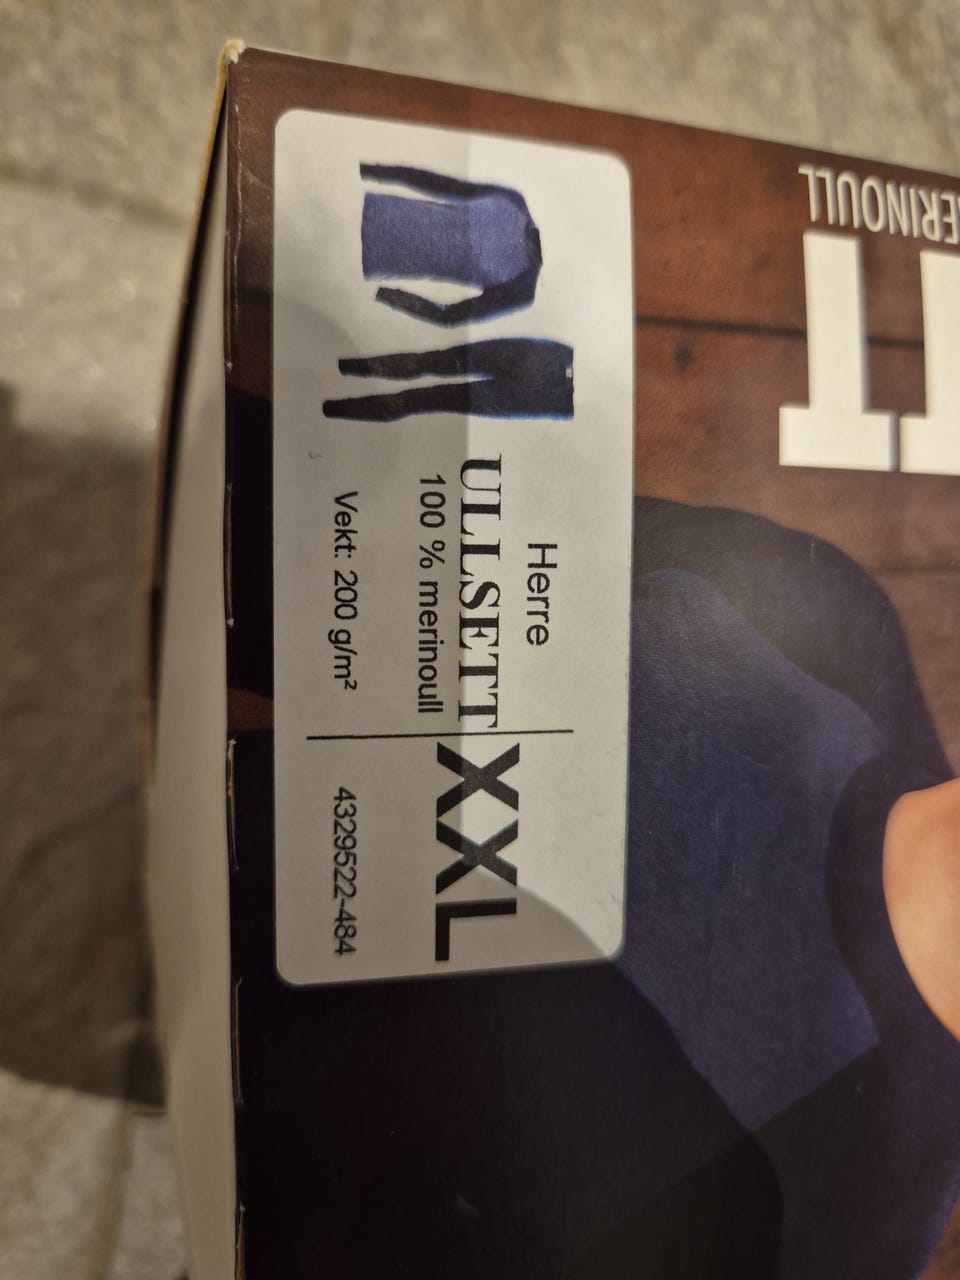 Herre
ULLSETT
100 % merinoull
Vekt: 200 g/m²
XXL
4329522-484